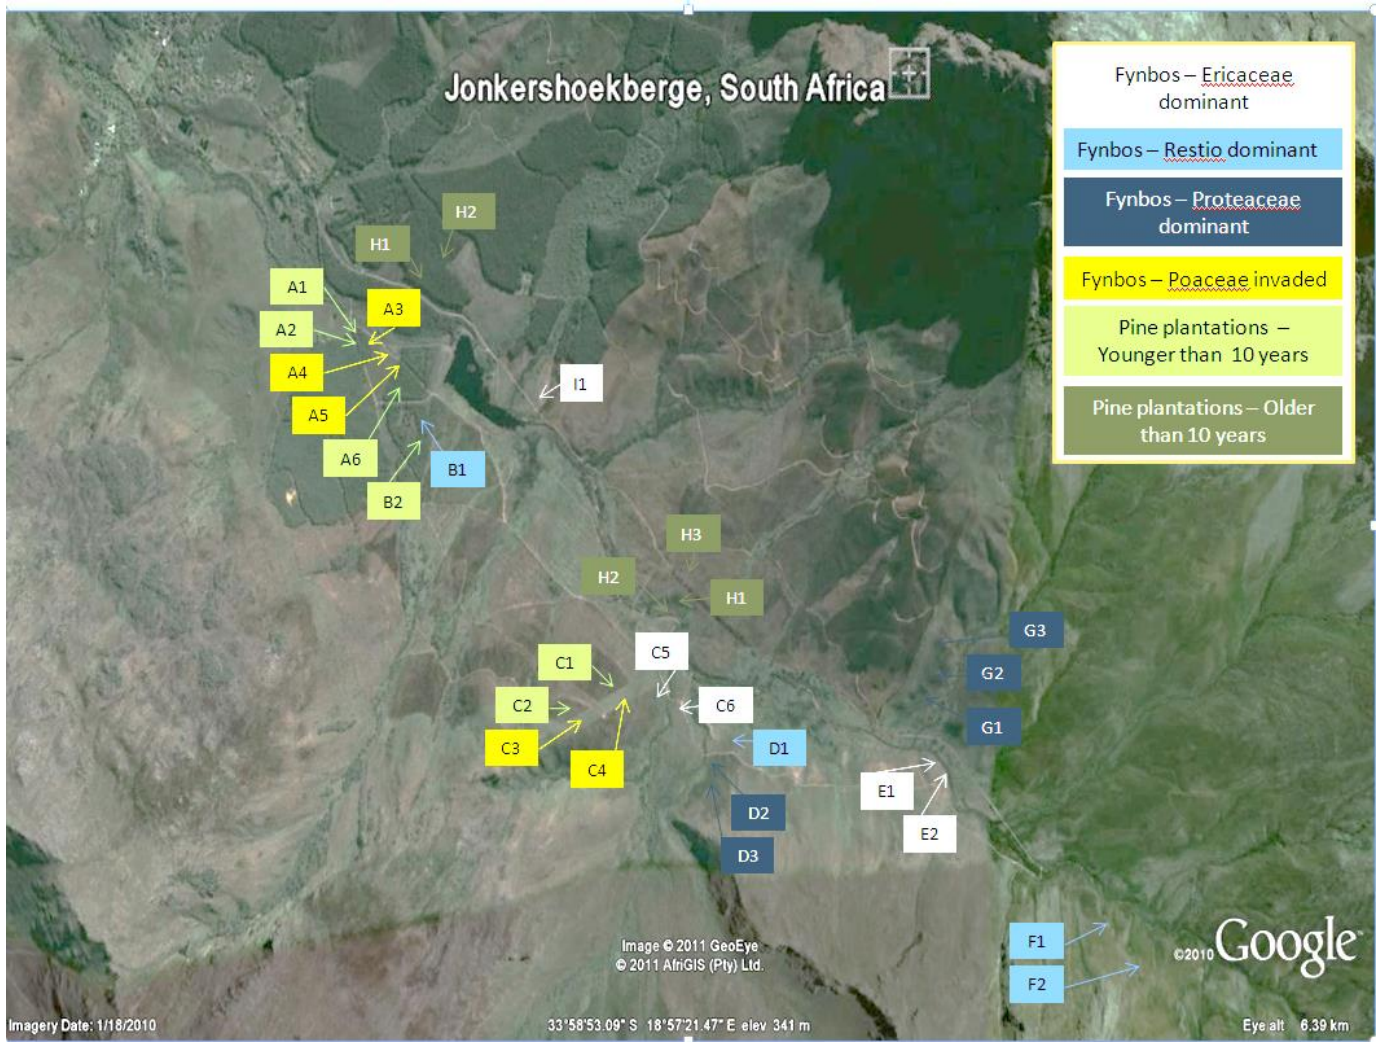 Jonkershoekberge, South Africa
Fynbos – Ericaceae
dominant
Fynbos – Restio dominant
Fynbos – Proteaceae
dominant
Fynbos – Poaceae invaded
Pine plantations –
Younger than 10 years
Pine plantations – Older
than 10 years
H2
H1
A1
A3
A2
A4
I1
A5
A6
B1
B2
H3
H2
H1
G3
C5
C1
G2
C2
C6
G1
C3
D1
C4
E1
D2
E2
D3
F1
F2
Image © 2011 GeoEye
© 2011 AfriGIS (Pty) Ltd.
©2010 Google
Imagery Date: 1/18/2010
33°58'53.09" S 18°57'21.47" E elev 341 m
Eye alt 6.39 km